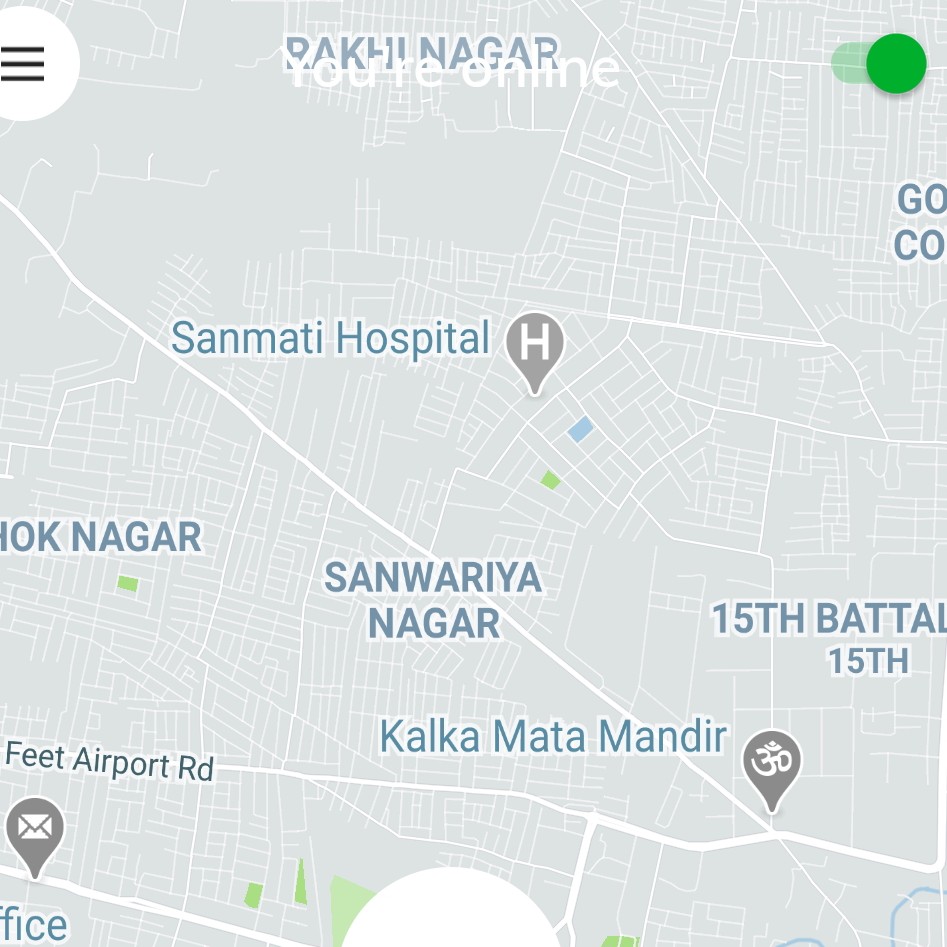 RAKHI NAGAR
You're online
GO
CO
Sanmati Hospital
H
HOK NAGAR
SANWARIYA
NAGAR
15TH BATTAL
15TH
Kalka Mata Mandir
ॐ
Feet Airport Rd
ffice